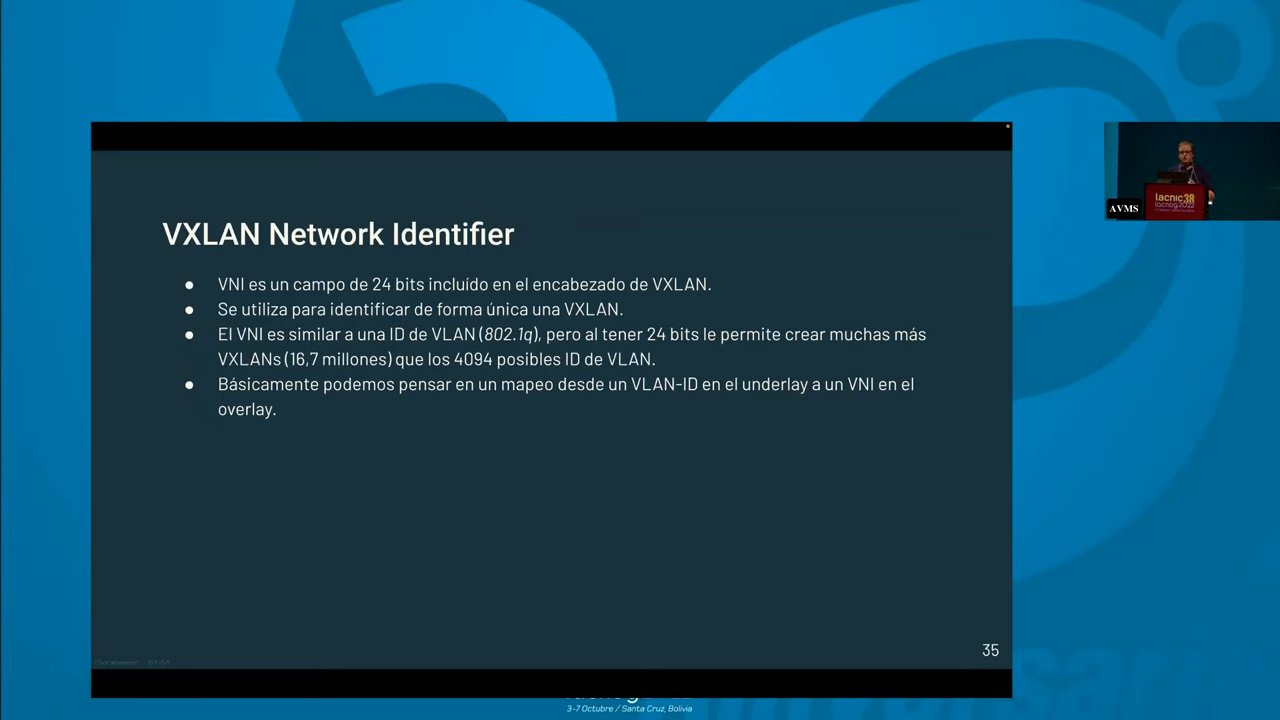 VXLAN Network Identifier
● VNI es un campo de 24 bits incluído en el encabezado de VXLAN.
● Se utiliza para identificar de forma única una VXLAN.
● El VNI es similar a una ID de VLAN (802.1q), pero al tener 24 bits le permite crear muchas más
VXLANs (16,7 millones) que los 4094 posibles ID de VLAN.
● Básicamente podemos pensar en un mapeo desde un VLAN-ID en el underlay a un VNI en el
overlay.
35
AVMS
lacnic38
lacnog2022
3-7 Octubre / Santa Cruz, Bolivia